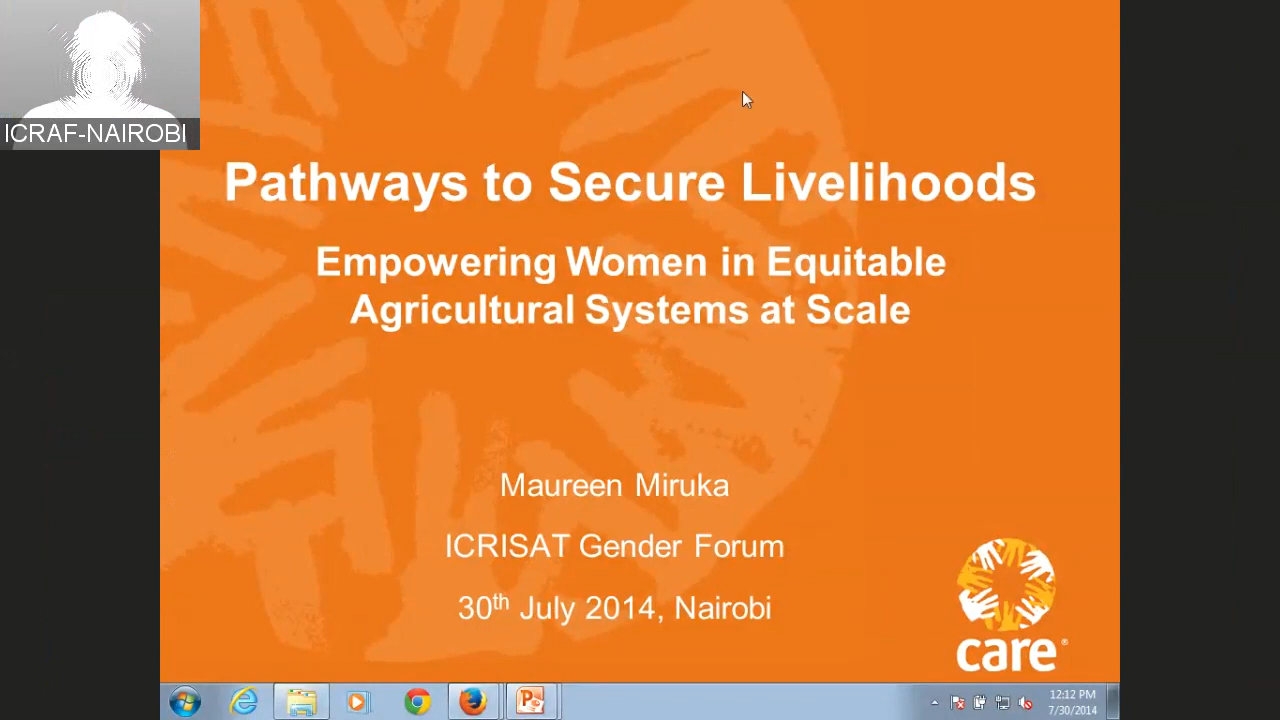 ICRAF-NAIROBI
Pathways to Secure Livelihoods
Empowering Women in Equitable
Agricultural Systems at Scale
Maureen Miruka
ICRISAT Gender Forum
30th July 2014, Nairobi
care®
12:12 PM
7/30/2014